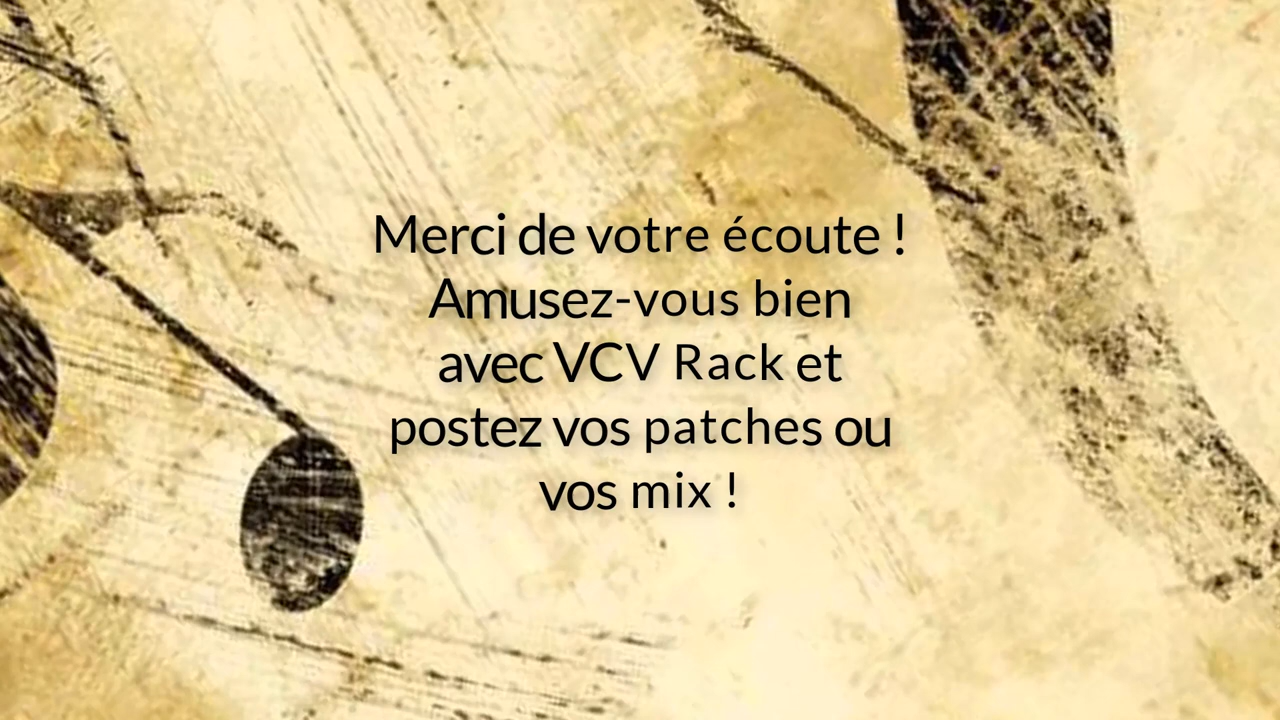 Merci de votre écoute !
Amusez-vous bien
avec VCV Rack et
postez vos patches ou
vos mix !